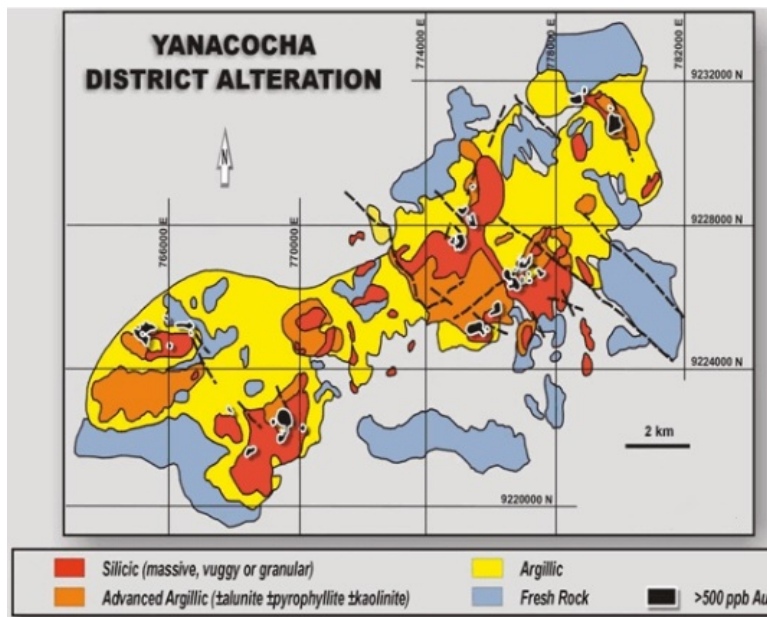 YANACOCHA
DISTRICT ALTERATION
774000 E
778000 E
782000 E
9232000 N
N
9228000 N
766000 E
770000 E
9224000 N
2 km
9220000 N
Silicic (massive, vuggy or granular)
Argillic
Advanced Argillic (±alunite ±pyrophyllite ±kaolinite)
Fresh Rock
>500 ppb Au